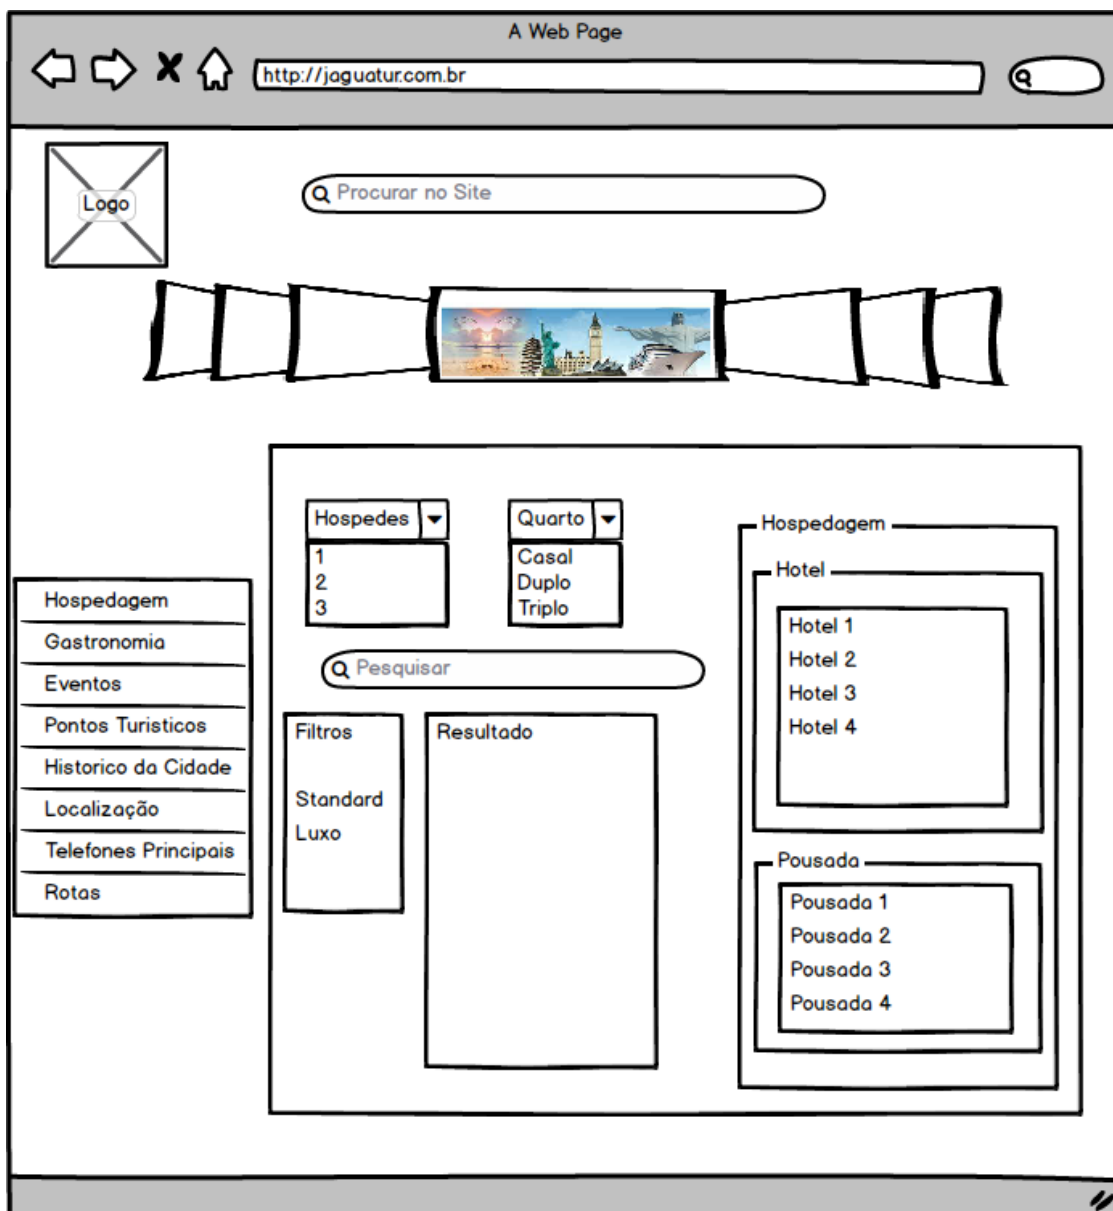 A Web Page
http://jaguatur.com.br
Logo
Procurar no Site
Hospedagem
Gastronomia
Eventos
Pontos Turisticos
Historico da Cidade
Localização
Telefones Principais
Rotas
Hospedes
1
2
3
Quarto
Casal
Duplo
Triplo
Pesquisar
Filtros
Standard
Luxo
Resultado
Hospedagem
Hotel
Hotel 1
Hotel 2
Hotel 3
Hotel 4
Pousada
Pousada 1
Pousada 2
Pousada 3
Pousada 4